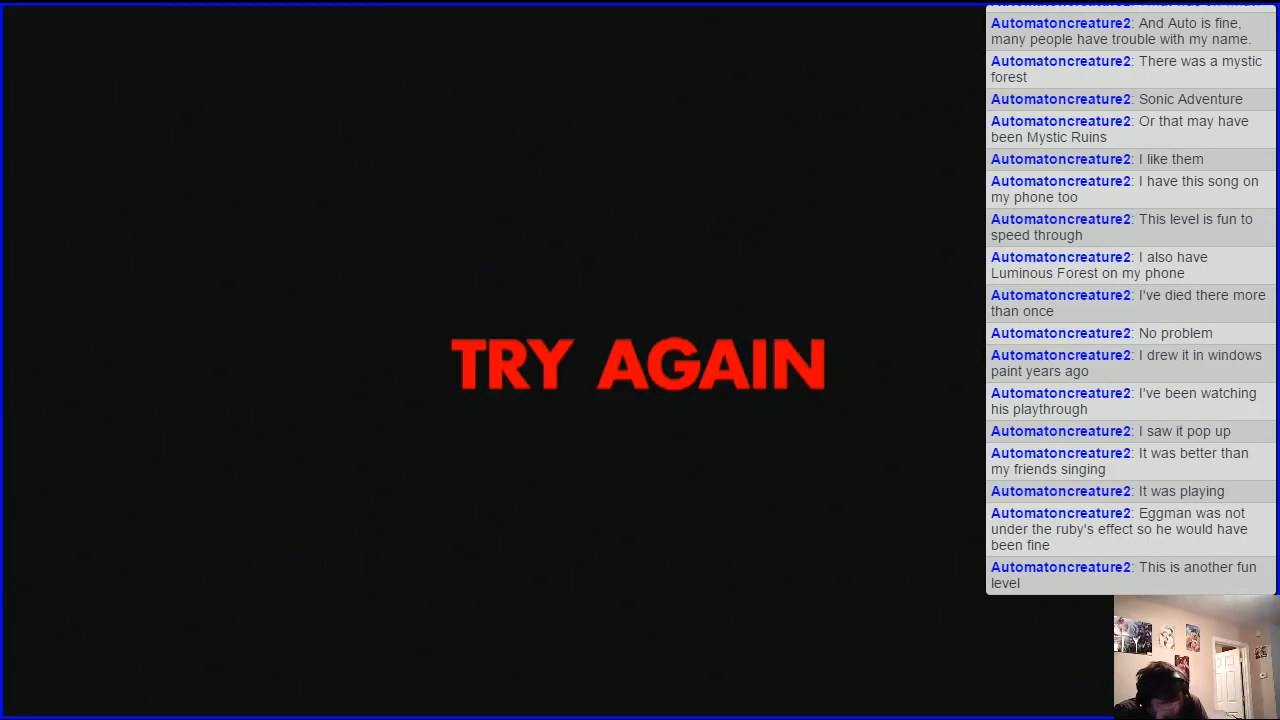 TRY AGAIN
Automatoncreature2: And Auto is fine,
many people have trouble with my name.
Automatoncreature2: There was a mystic
forest
Automatoncreature2: Sonic Adventure
Automatoncreature2: Or that may have
been Mystic Ruins
Automatoncreature2: I like them
Automatoncreature2: I have this song on
my phone too
Automatoncreature2: This level is fun to
speed through
Automatoncreature2: I also have
Luminous Forest on my phone
Automatoncreature2: I've died there more
than once
Automatoncreature2: No problem
Automatoncreature2: I drew it in windows
paint years ago
Automatoncreature2: I've been watching
his playthrough
Automatoncreature2: I saw it pop up
Automatoncreature2: It was better than
my friends singing
Automatoncreature2: It was playing
Automatoncreature2: Eggman was not
under the ruby's effect so he would have
been fine
Automatoncreature2: This is another fun
level